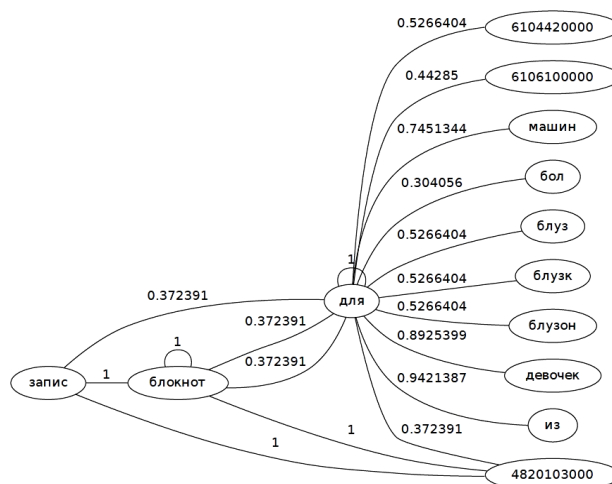 0.5266404
6104420000
0.44285
6106100000
0.7451344
машин
0.304056
бол
0.5266404
блуз
1
0.5266404
блузк
для
0.372391
0.5266404
блузон
0.372391
0.8925399
1
0.372391
девочек
запис
1
блокнот
0.9421387
из
0.372391
1
1
4820103000